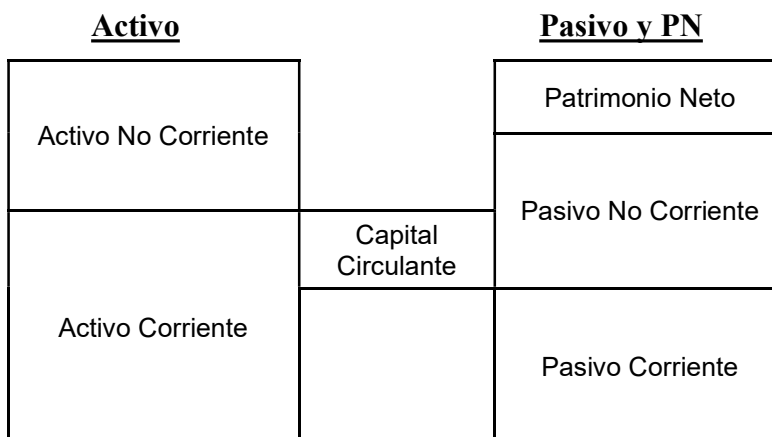 Activo
Pasivo y PN
Patrimonio Neto
Activo No Corriente
Pasivo No Corriente
Capital
Circulante
Activo Corriente
Pasivo Corriente